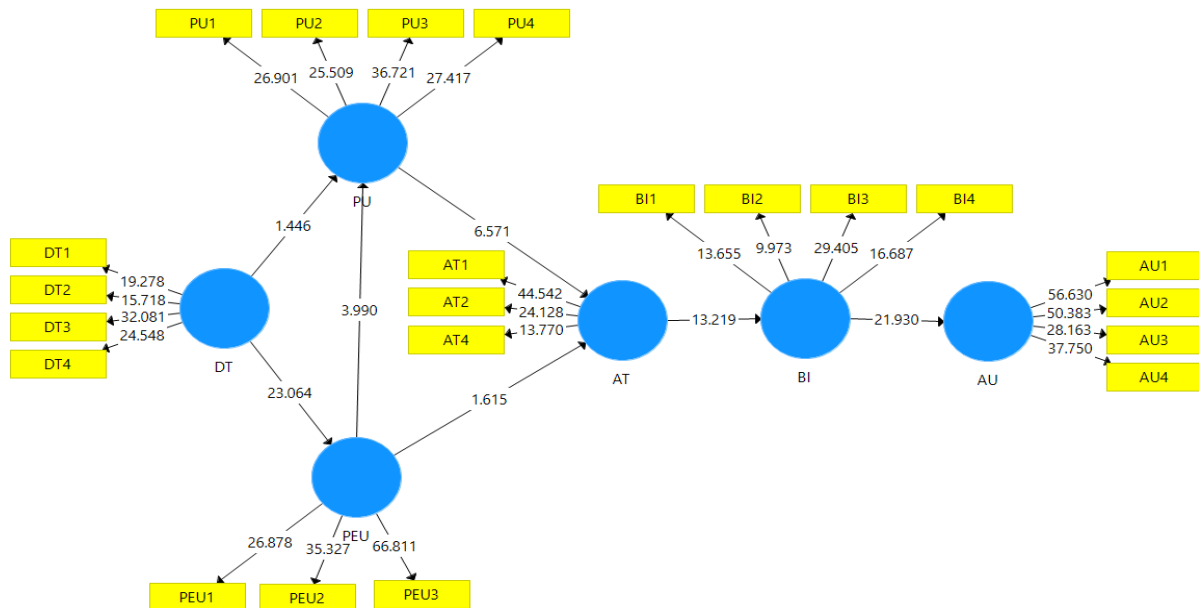 PU1 PU2 PU3 PU4
26.901 25.509 36.721 27.417
PU
1.446
6.571
3.990
DT1
DT2
DT3
DT4
19.278
15.718
32.081
24.548
DT
23.064
AT1
AT2
AT4
44.542
24.128
13.770
AT
1.615
13.219
BI1 BI2 BI3 BI4
13.655 9.973 29.405 16.687
BI
21.930
AU
56.630
50.383
28.163
37.750
AU1
AU2
AU3
AU4
PEU
26.878 35.327 66.811
PEU1 PEU2 PEU3